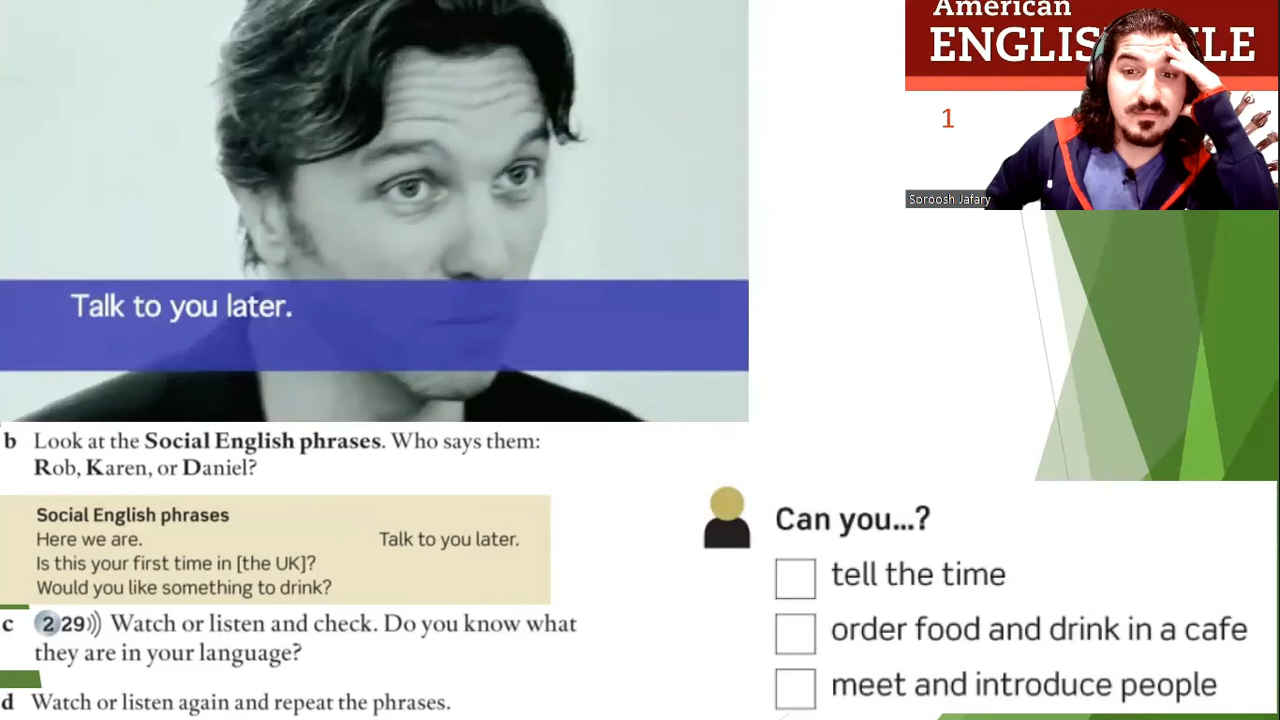 Talk to you later.
American
ENGLIS LE
1
Soroosh Jafary
b Look at the Social English phrases. Who says them:
Rob, Karen, or Daniel?
Social English phrases
Here we are. Talk to you later.
Is this your first time in [the UK]?
Would you like something to drink?
c 2 29)) Watch or listen and check. Do you know what
they are in your language?
d Watch or listen again and repeat the phrases.
Can you...?
tell the time
order food and drink in a cafe
meet and introduce people